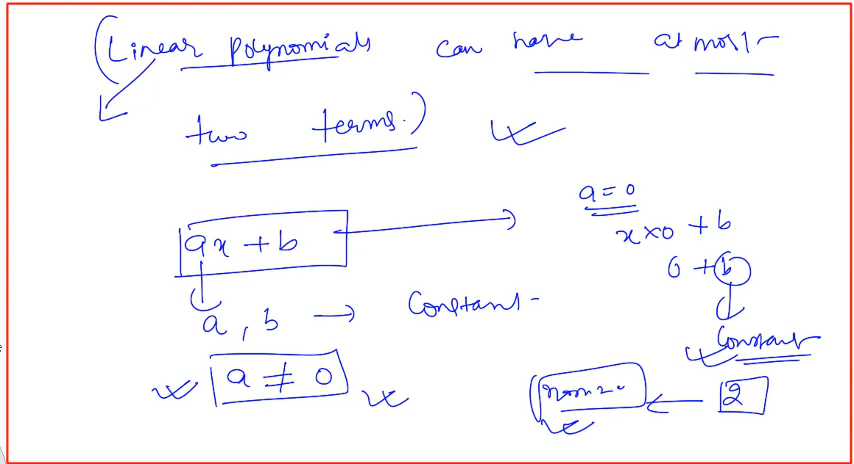 (Linear polynomials can have at most
two terms.)
a = 0
ax + b
x × 0 + b
0 + b
a, b → Constant
Constant
a ≠ 0
2